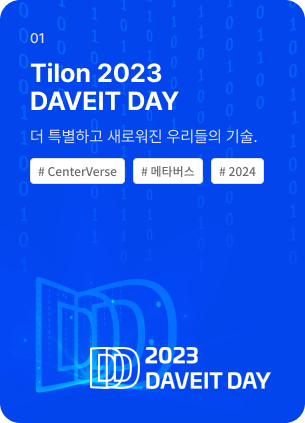 01
Tilon 2023
DAVEIT DAY
더 특별하고 새로워진 우리들의 기술.
# CenterVerse
# 메타버스
# 2024
2023
DAVEIT DAY